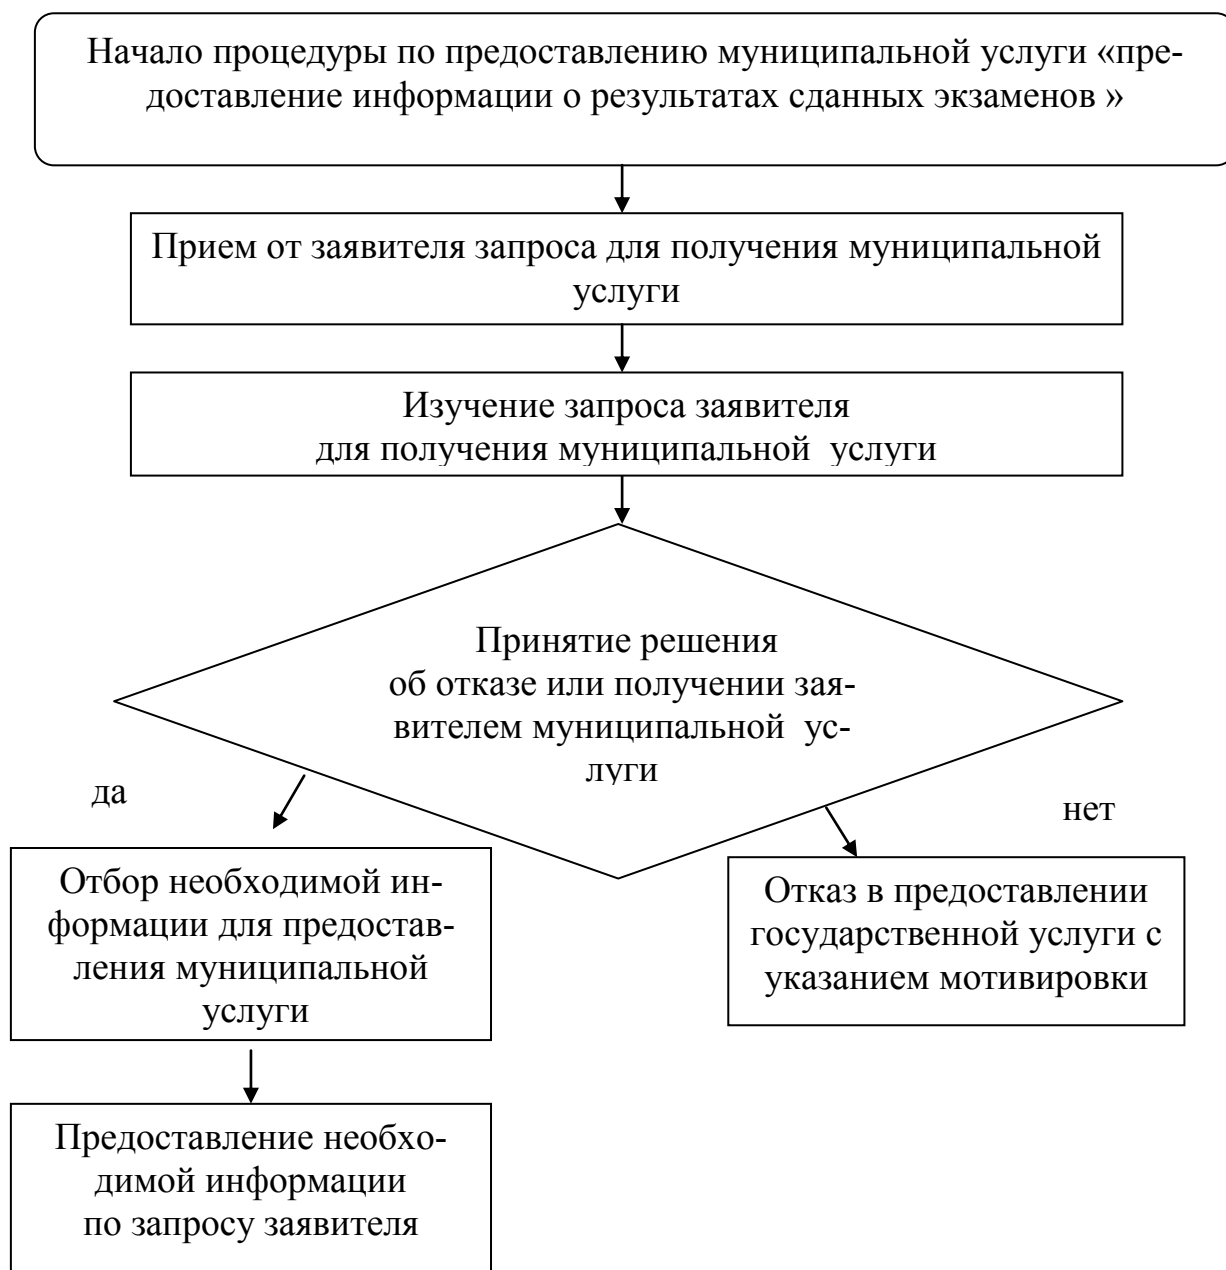 Начало процедуры по предоставлению муниципальной услуги «пре-
доставление информации о результатах сданных экзаменов »
Прием от заявителя запроса для получения муниципальной
услуги
Изучение запроса заявителя
для получения муниципальной  услуги
Принятие решения
об отказе или получении зая-
вителем муниципальной  ус-
луги
да
нет
Отбор необходимой ин-
формации для предостав-
ления муниципальной
услуги
Отказ в предоставлении
государственной услуги с
указанием мотивировки
Предоставление необхо-
димой информации
по запросу заявителя